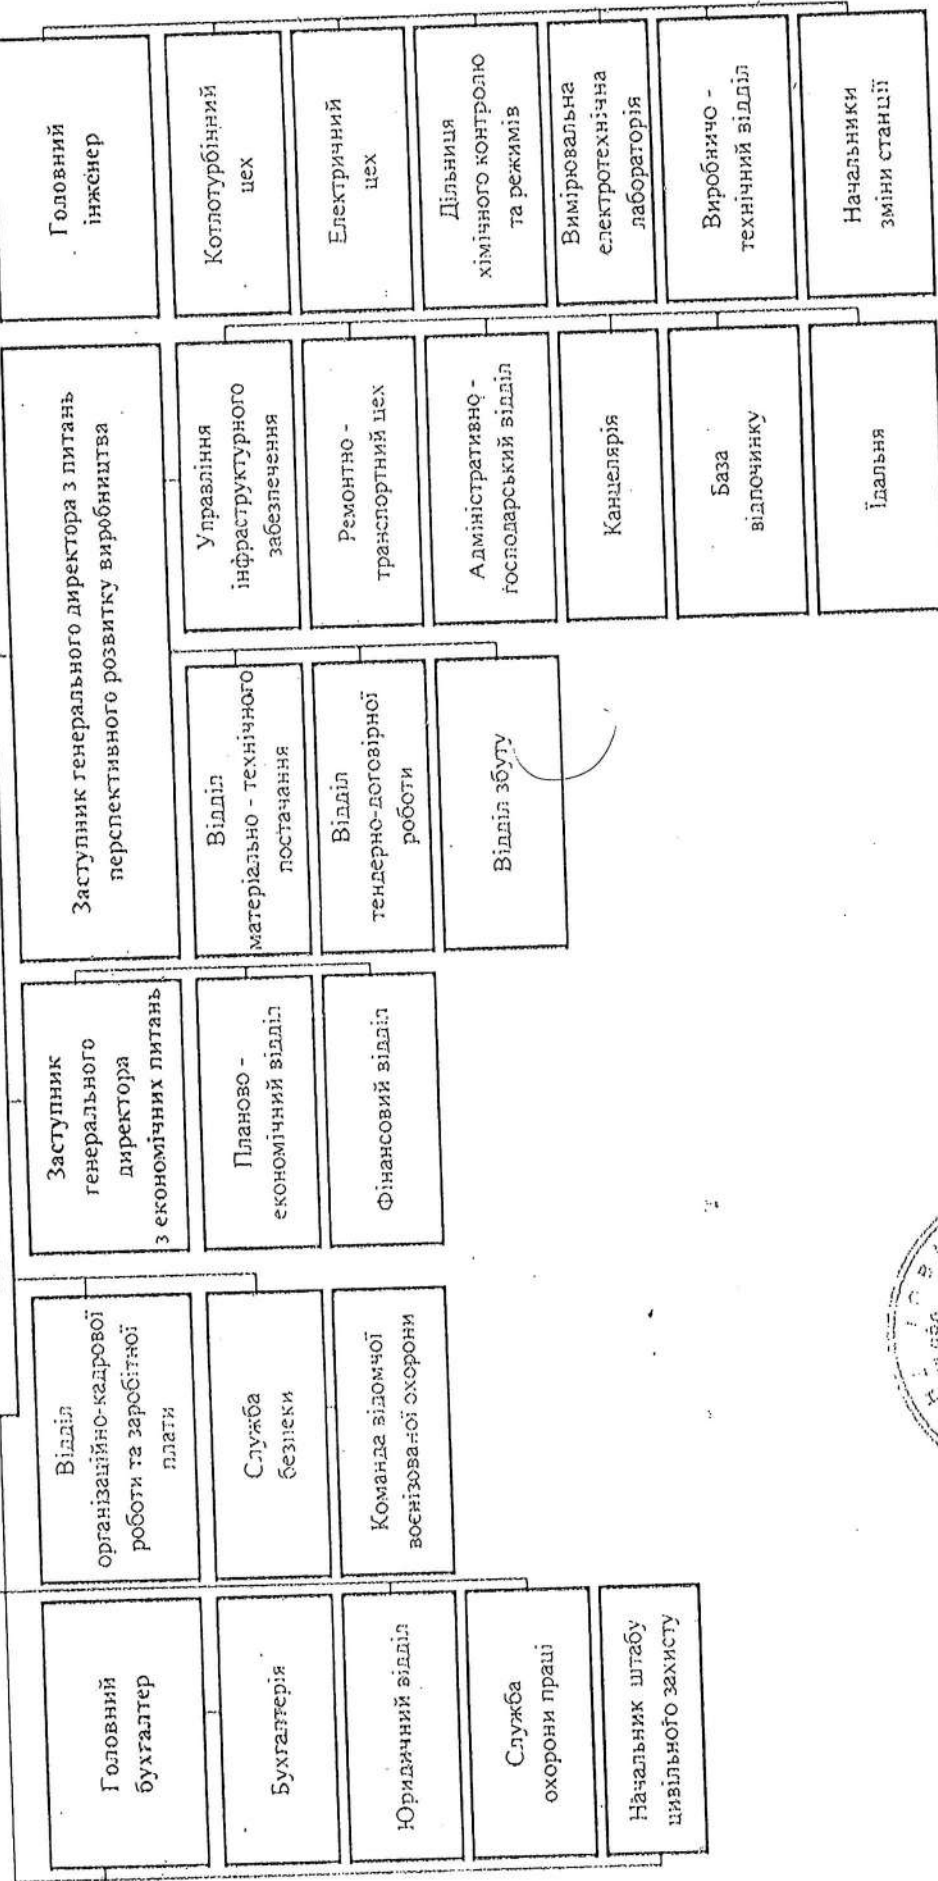 Головний
бухгалтер
Бухгалтерія
Юридичний відділ
Служба
охорони праці
Начальник штабу
цивільного захисту
Відділ
організаційно-кадрової
роботи та заробітної
плати
Служба
безпеки
Команда відомчої
воєнізованої охорони
Заступник
генерального
директора
з економічних питань
Планово -
економічний відділ
Фінансовий відділ
Заступник генерального директора з питань
перспективного розвитку виробництва
Відділ
матеріально - технічного
постачання
Відділ
тендерно-договірної
роботи
Відділ збуту
Управління
інфраструктурного
забезпечення
Ремонтно -
транспортний цех
Адміністративно -
господарський відділ
Канцелярія
База
відпочинку
Їдальня
Головний
інженер
Котлотурбінний
цех
Електричний
цех
Дільниця
хімічного контролю
та режимів
Вимірювальна
електротехнічна
лабораторія
Виробничо -
технічний відділ
Начальники
зміни станції